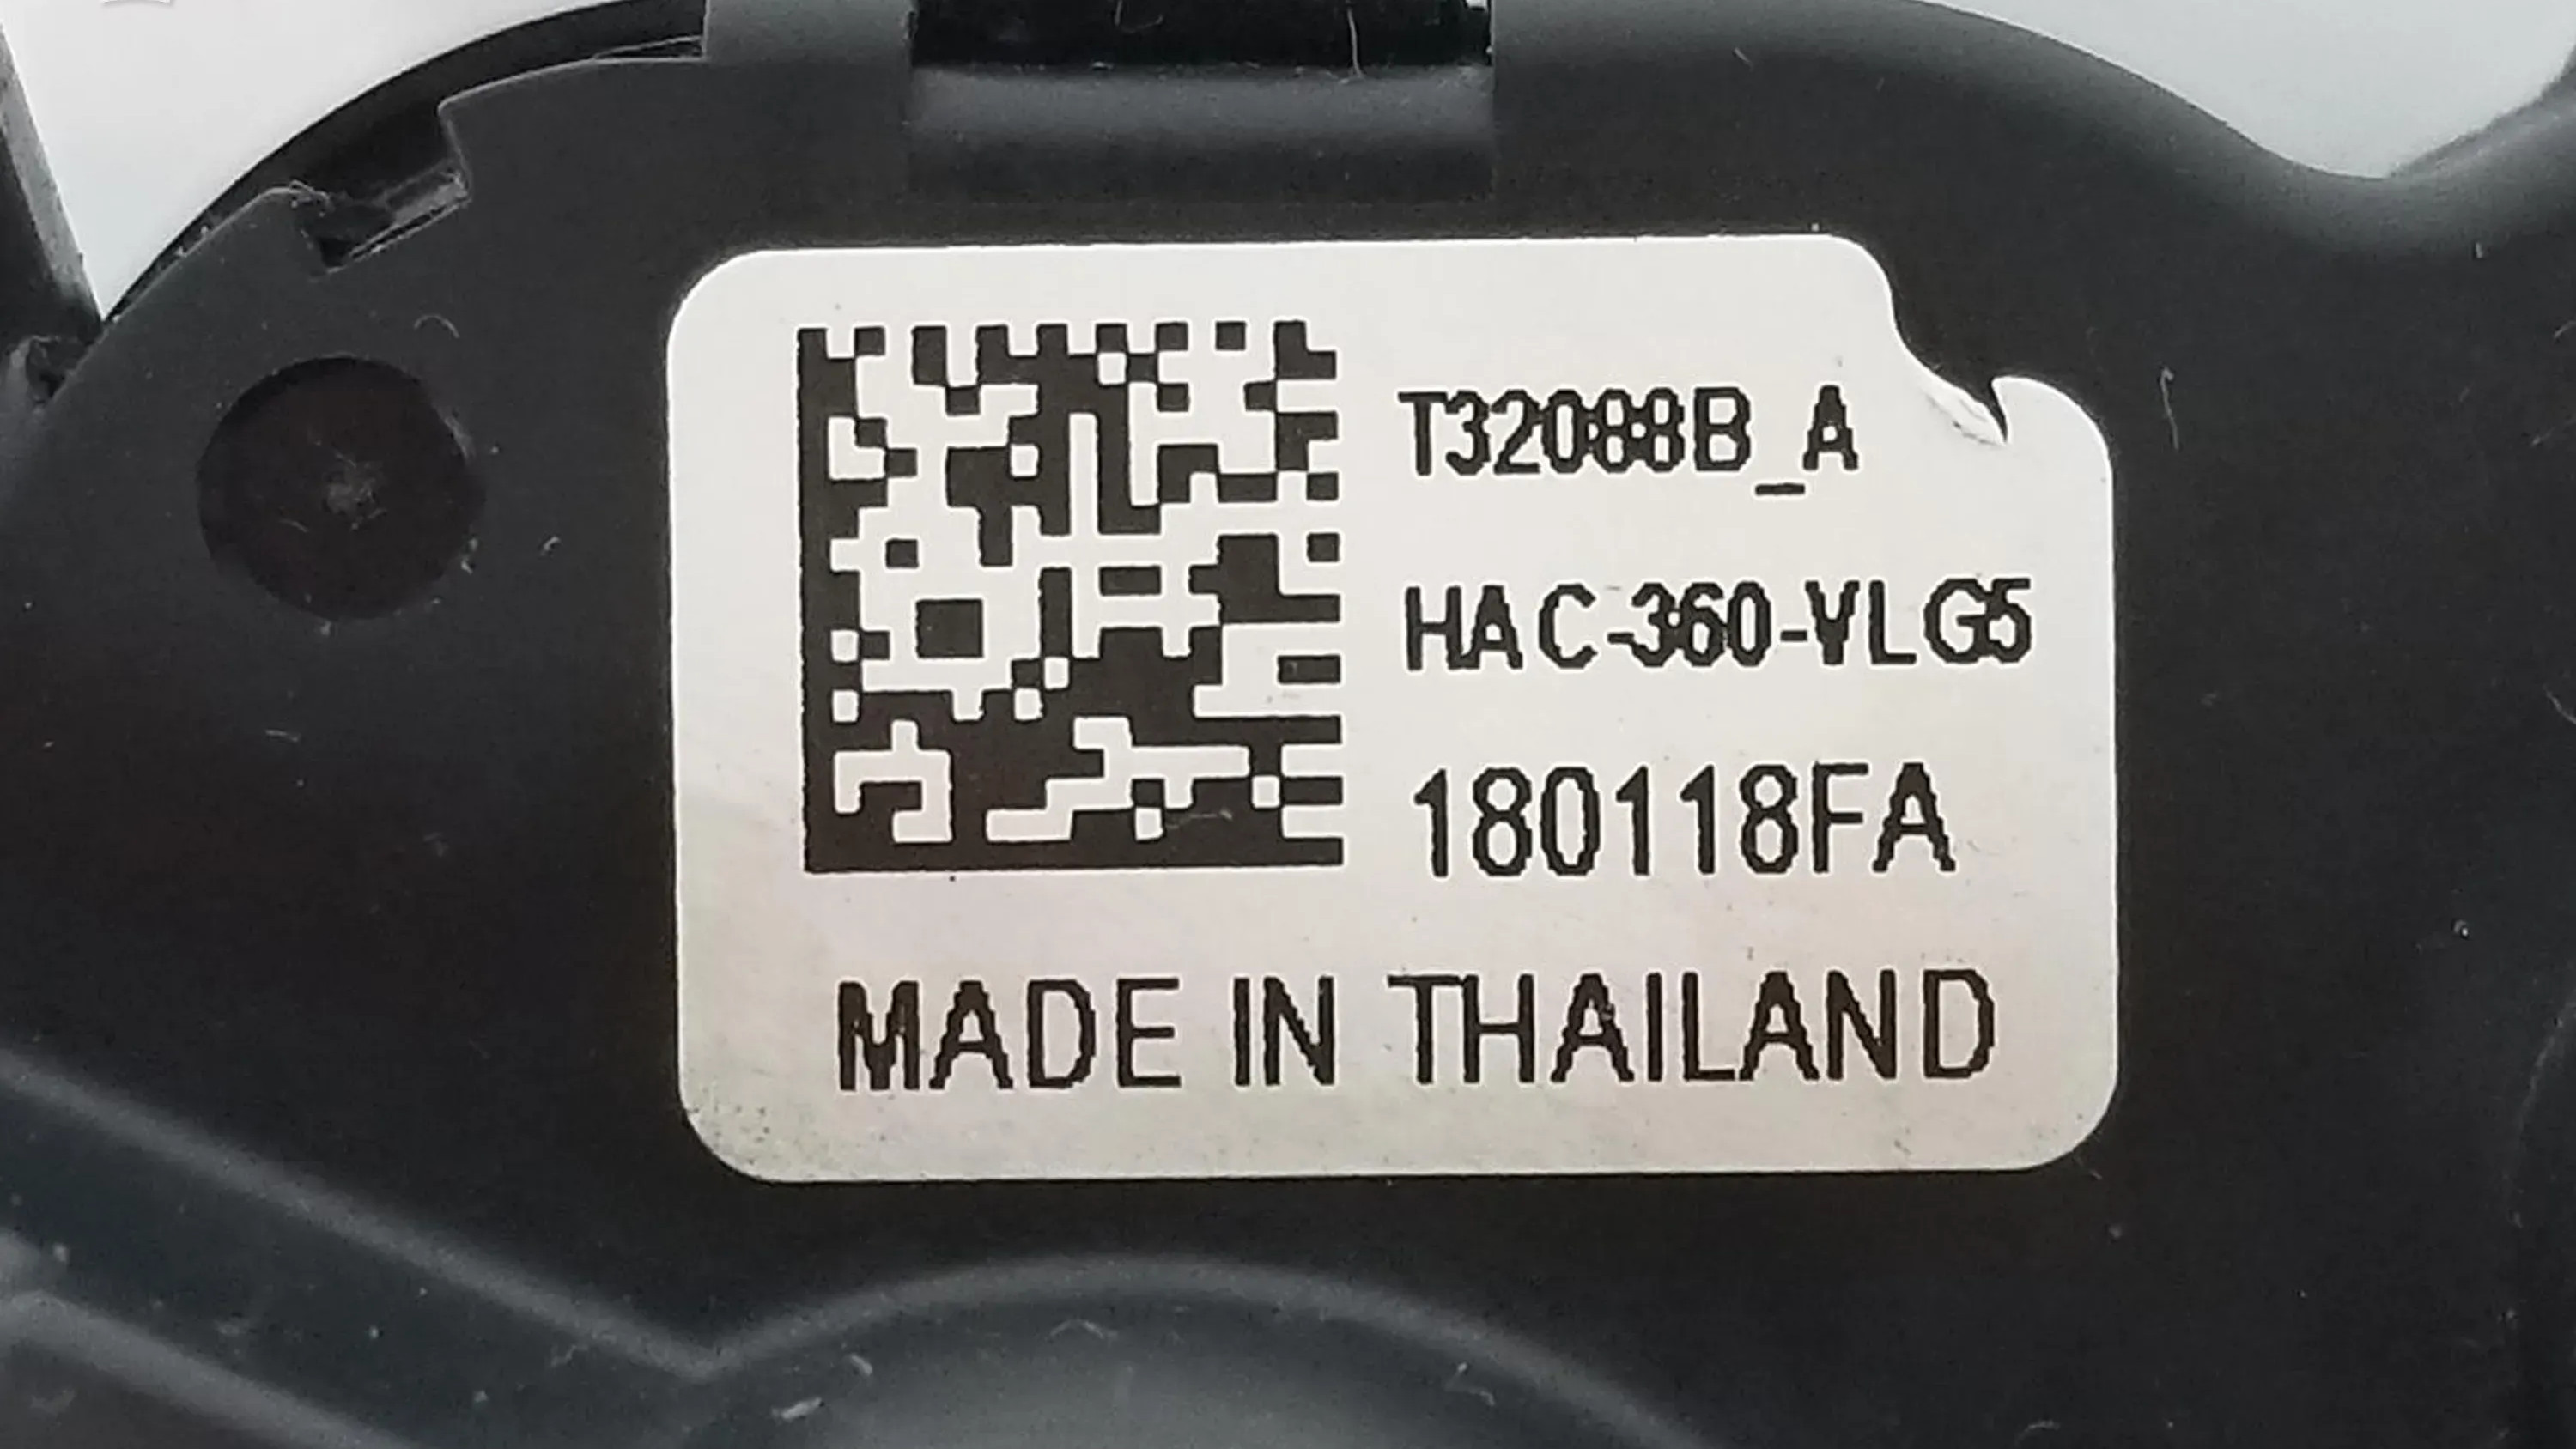 T32088B_A
HAC-360-VLG5
180118FA
MADE IN THAILAND